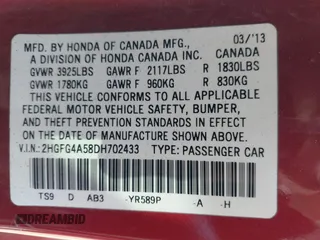 MFD. BY HONDA OF CANADA MFG., 03/'13
A DIVISION OF HONDA CANADA INC. CANADA
GVWR 3925LBS GAWR F 2117LBS R 1830LBS
GVWR 1780KG GAWR F 960KG R 830KG
THIS VEHICLE CONFORMS TO ALL APPLICABLE
FEDERAL MOTOR VEHICLE SAFETY, BUMPER,
AND THEFT PREVENTION STANDARDS IN EFFECT
ON THE DATE OF MANUFACTURE SHOWN ABOVE.
V.I.N.: 2HGFG4A58DH702433 TYPE: PASSENGER CAR
TS9 D AB3 -YR589P -A -H
DREAMBID